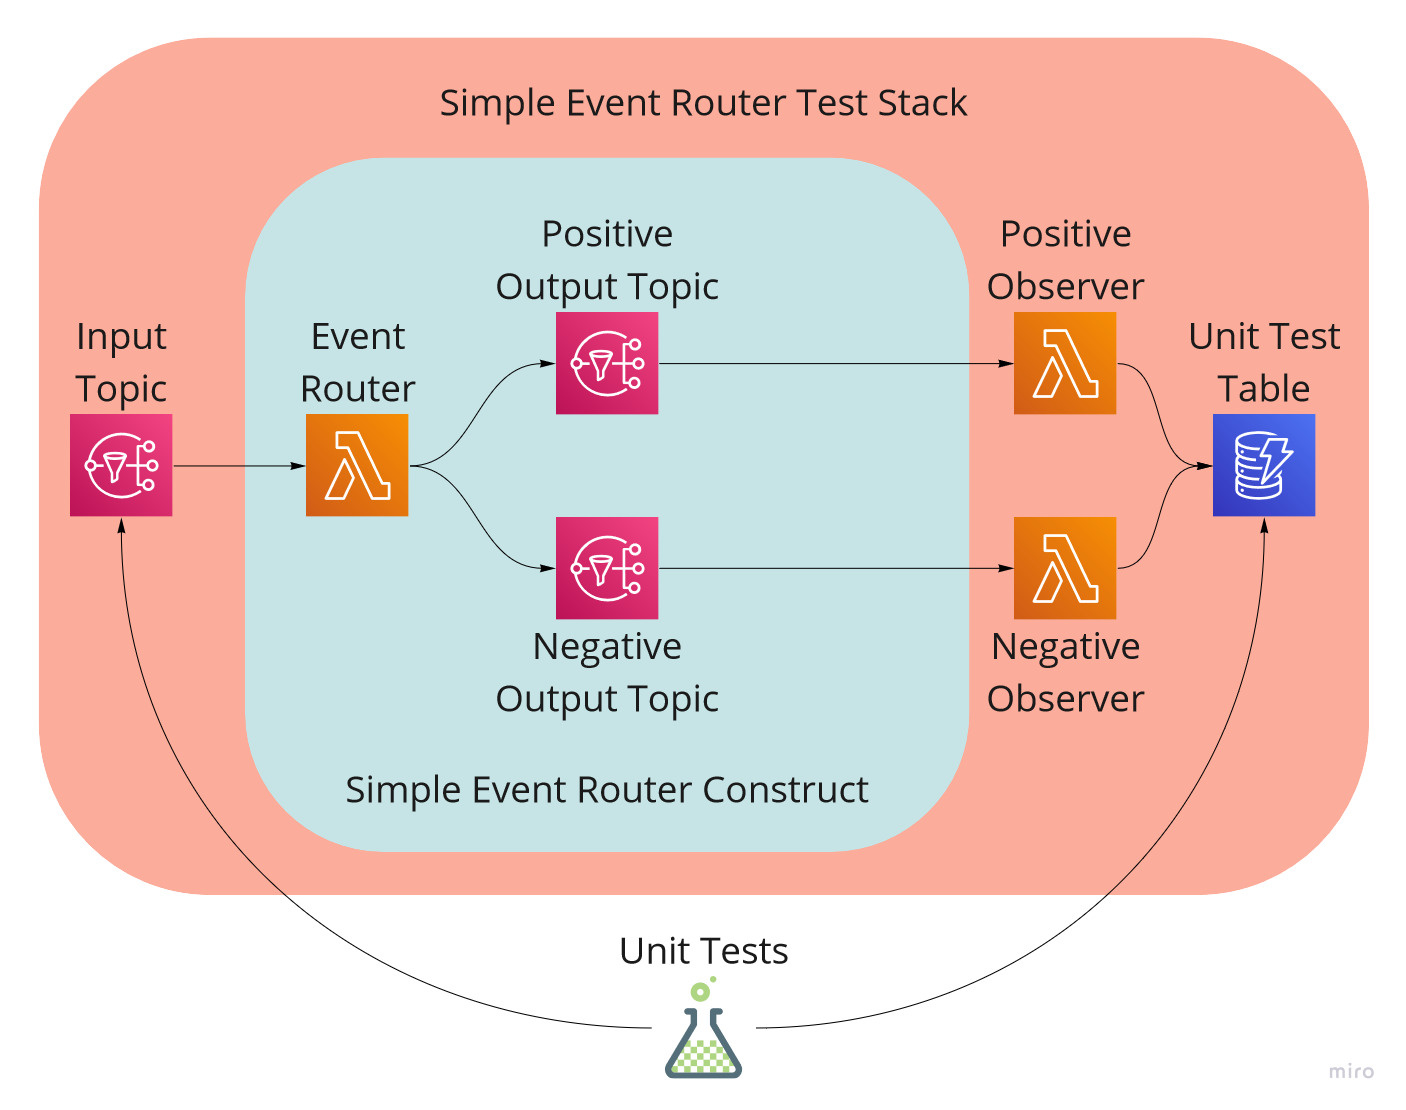 Simple Event Router Test Stack
Positive
Output Topic
Positive
Observer
Input
Topic
Event
Router
Unit Test
Table
Negative
Output Topic
Negative
Observer
Simple Event Router Construct
Unit Tests
miro